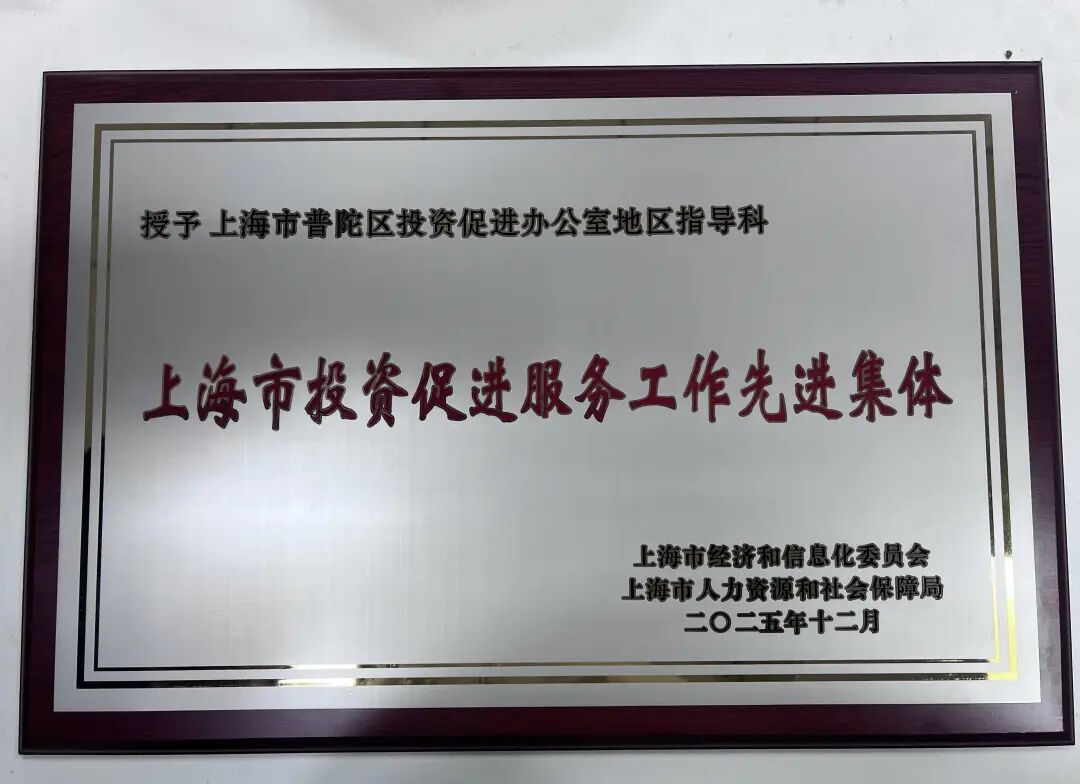 授予 上海市普陀区投资促进办公室地区指导科
上海市投资促进服务工作先进集体
上海市经济和信息化委员会
上海市人力资源和社会保障局
二〇二五年十二月